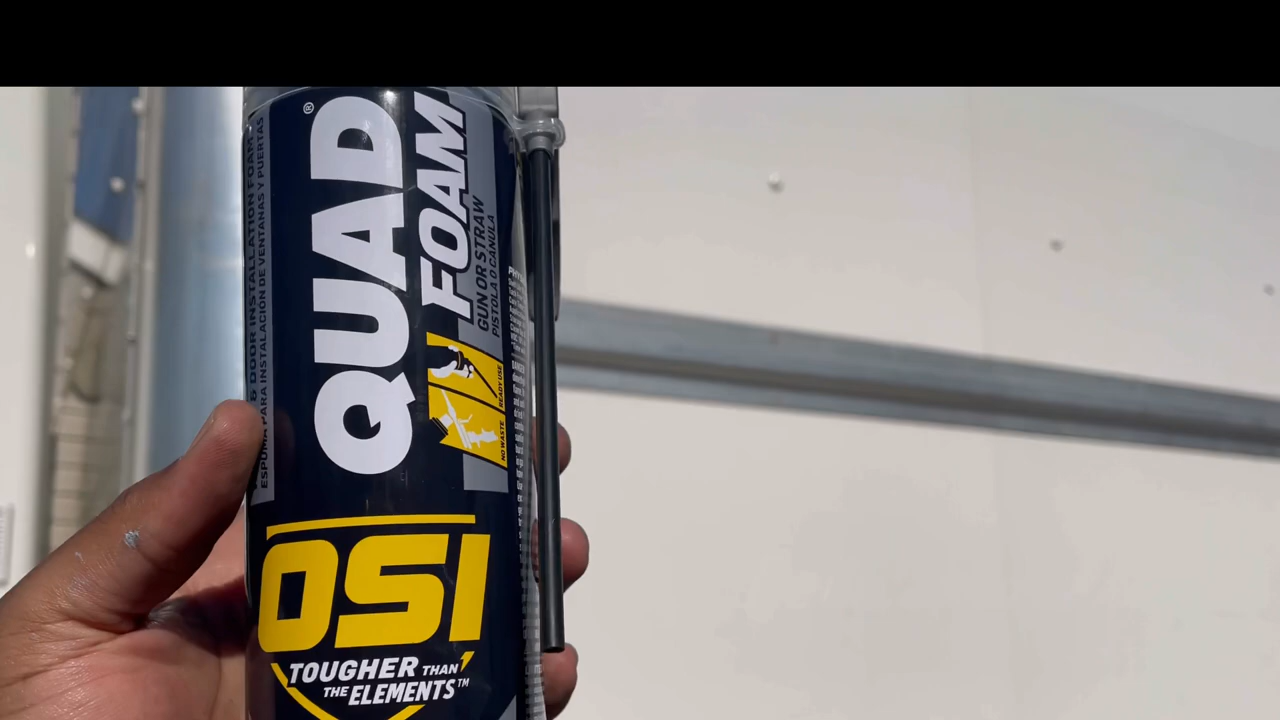 & DOOR INSTALLATION FOAM
ESPUMA PARA INSTALACIÓN DE VENTANAS Y PUERTAS
QUAD®
FOAM
GUN OR STRAW
PISTOLA O CÁNULA
NO WASTE
READY USE
OSI
TOUGHER THAN
THE ELEMENTS™